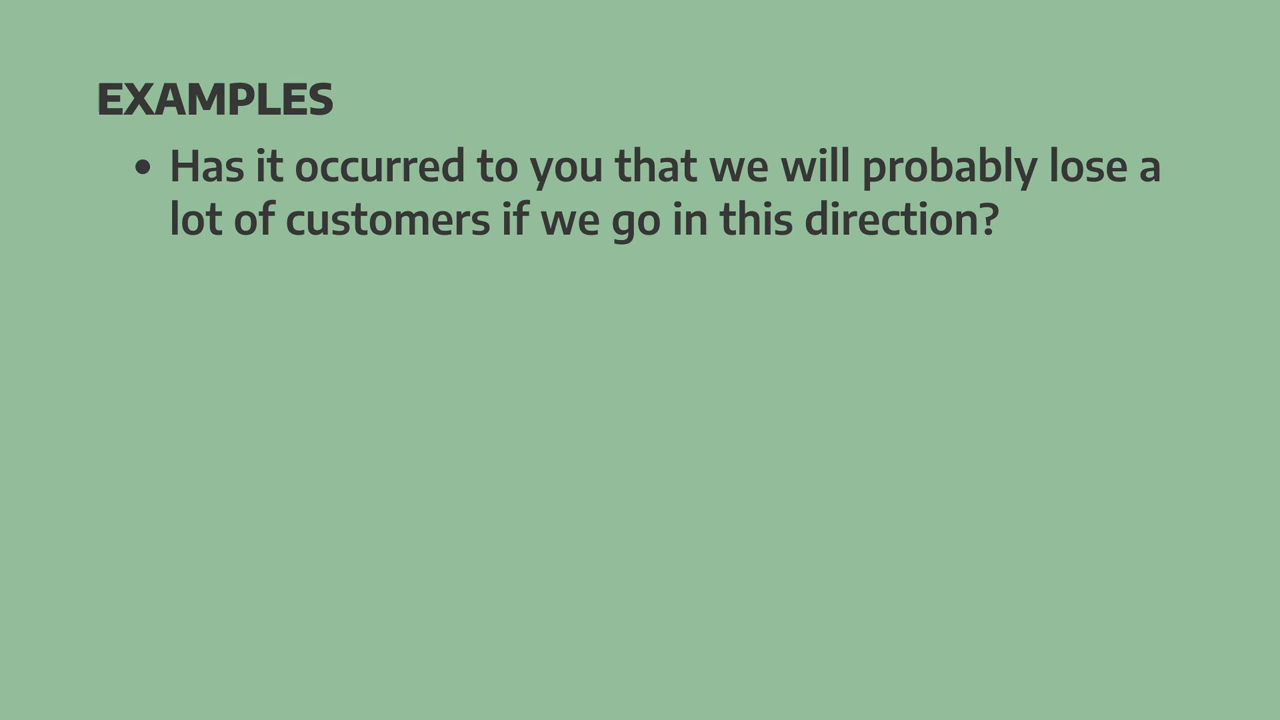 EXAMPLES
• Has it occurred to you that we will probably lose a
lot of customers if we go in this direction?